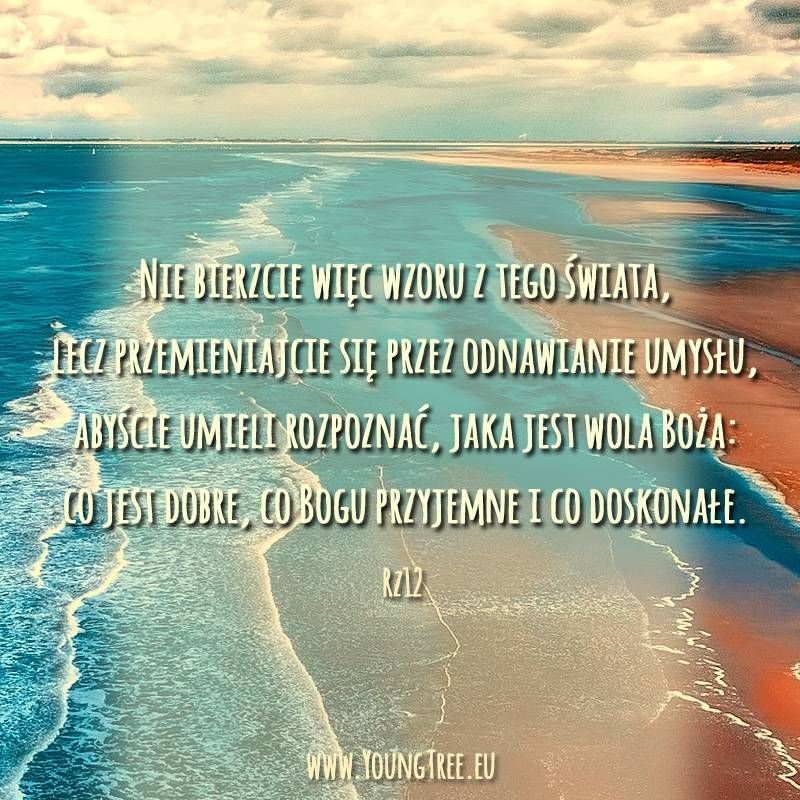 Nie bierzcie więc wzoru z tego świata,
lecz przemieniajcie się przez odnawianie umysłu,
abyście umieli rozpoznać, jaka jest wola Boża:
co jest dobre, co Bogu przyjemne i co doskonałe.
Rz12
www.YoungTree.eu